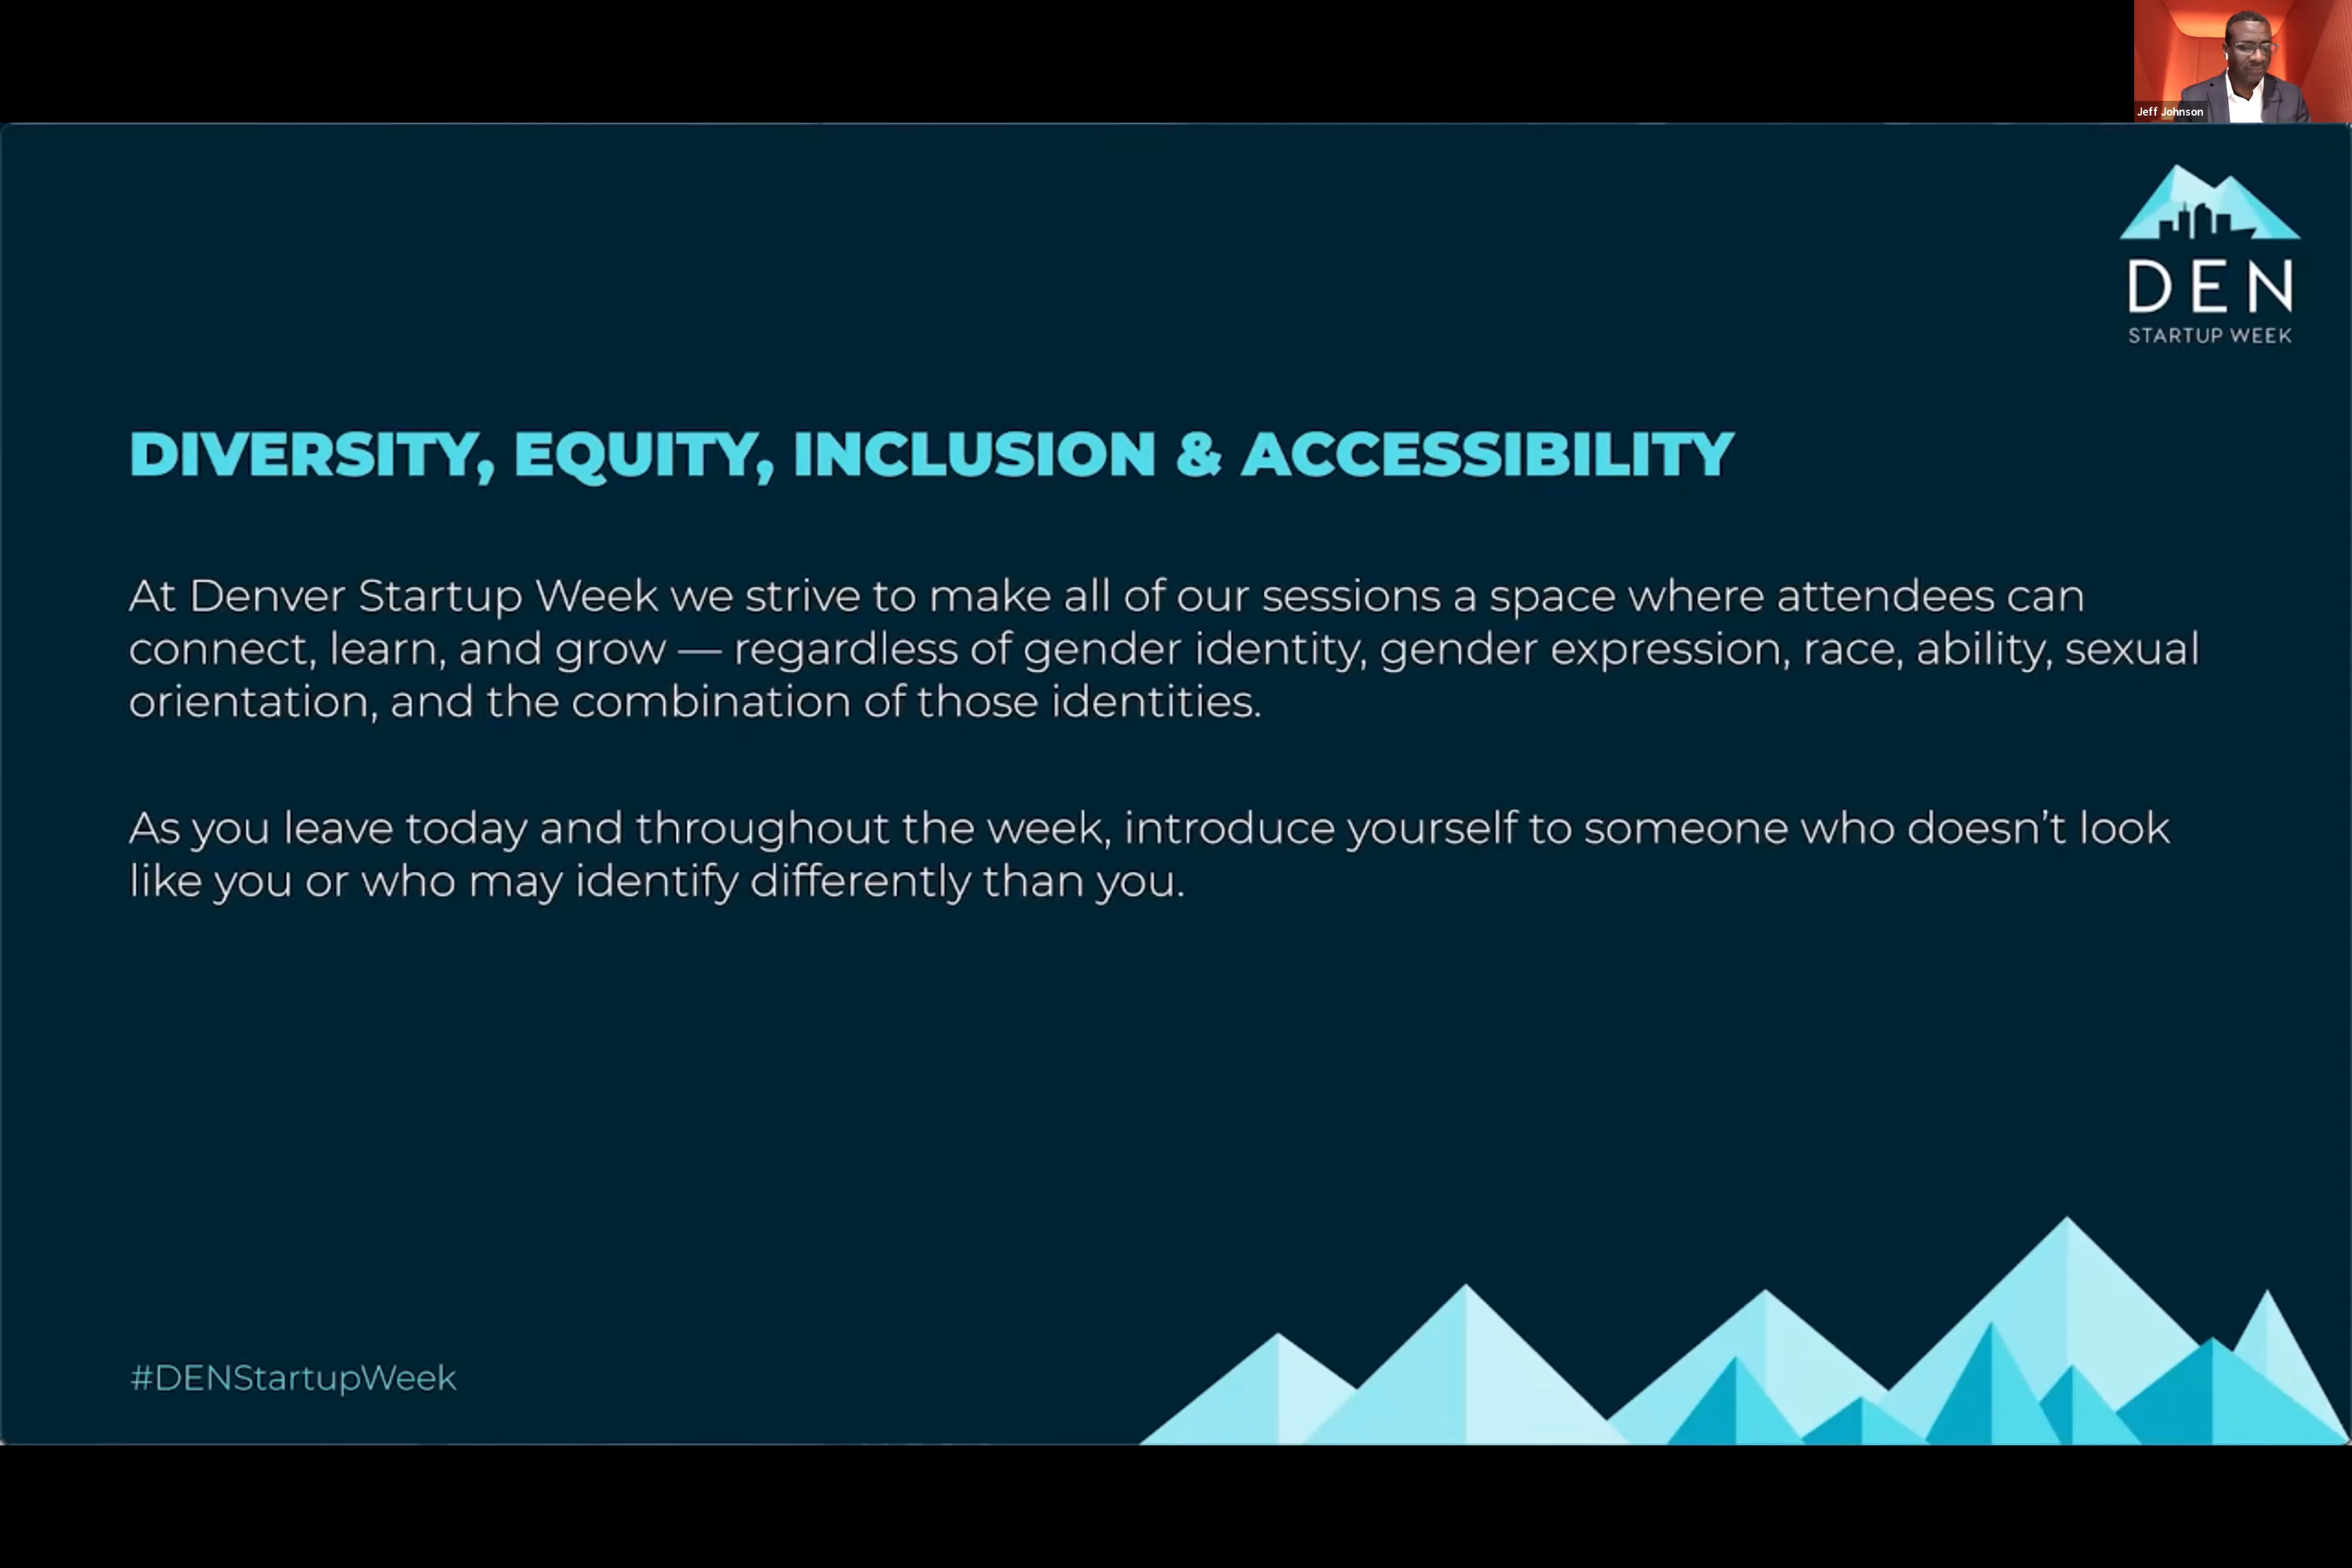 Jeff Johnson
DEN
STARTUP WEEK
DIVERSITY, EQUITY, INCLUSION & ACCESSIBILITY
At Denver Startup Week we strive to make all of our sessions a space where attendees can
connect, learn, and grow — regardless of gender identity, gender expression, race, ability, sexual
orientation, and the combination of those identities.
As you leave today and throughout the week, introduce yourself to someone who doesn’t look
like you or who may identify differently than you.
#DENStartupWeek